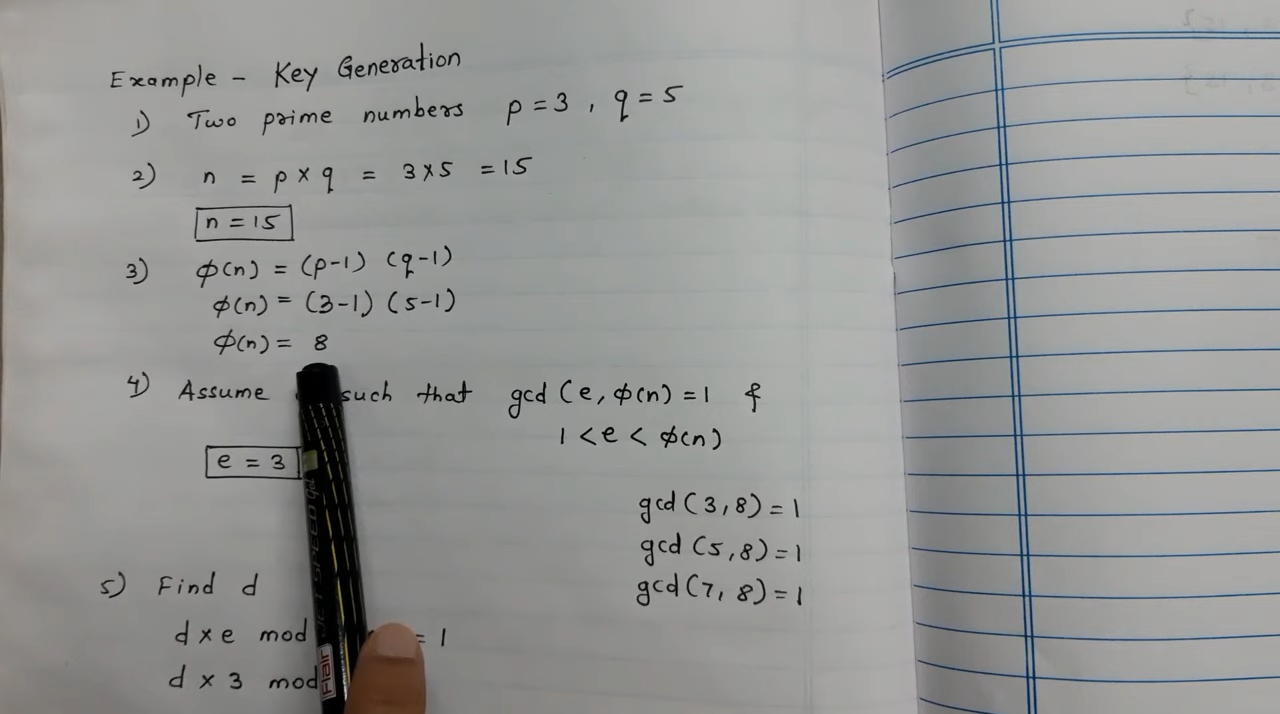 Example - Key Generation
1) Two prime numbers p = 3 , q = 5
2) n = p × q = 3×5 = 15
n = 15
3) ϕ(n) = (p-1) (q-1)
ϕ(n) = (3-1) (5-1)
ϕ(n) = 8
4) Assume such that gcd (e, ϕ(n) = 1 &
1 < e < ϕ(n)
e = 3
gcd (3,8) = 1
gcd (5,8) = 1
gcd (7, 8) = 1
5) Find d
d × e mod = 1
d × 3 mod
Flair